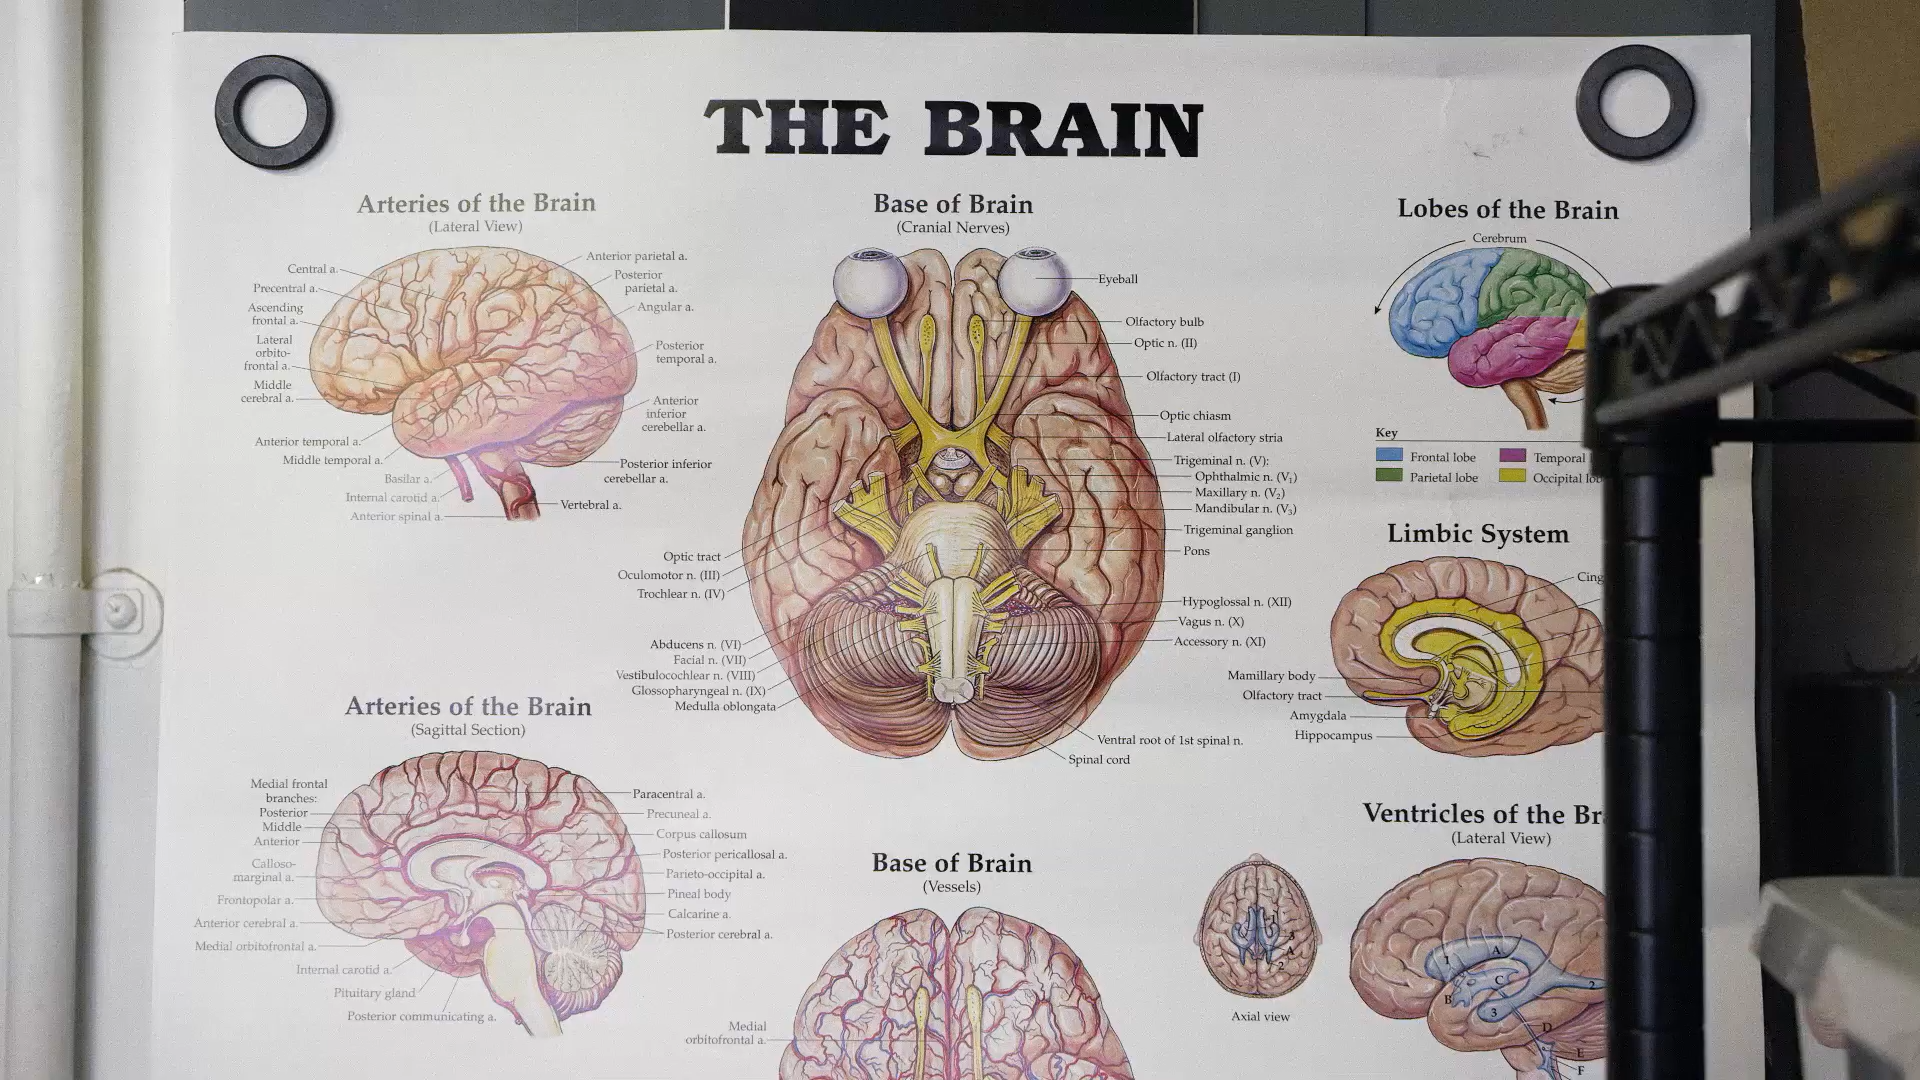 THE BRAIN
Arteries of the Brain
(Lateral View)
Central a.
Precentral a.
Ascending
frontal a.
Lateral
orbito-
frontal a.
Middle
cerebral a.
Anterior temporal a.
Middle temporal a.
Basilar a.
Internal carotid a.
Anterior spinal a.
Anterior parietal a.
Posterior
parietal a.
Angular a.
Posterior
temporal a.
Anterior
inferior
cerebellar a.
Posterior inferior
cerebellar a.
Vertebral a.
Base of Brain
(Cranial Nerves)
Eyeball
Olfactory bulb
Optic n. (II)
Olfactory tract (I)
Optic chiasm
Lateral olfactory stria
Trigeminal n. (V):
Ophthalmic n. (V₁)
Maxillary n. (V₂)
Mandibular n. (V₃)
Trigeminal ganglion
Pons
Hypoglossal n. (XII)
Vagus n. (X)
Accessory n. (XI)
Ventral root of 1st spinal n.
Spinal cord
Optic tract
Oculomotor n. (III)
Trochlear n. (IV)
Abducens n. (VI)
Facial n. (VII)
Vestibulocochlear n. (VIII)
Glossopharyngeal n. (IX)
Medulla oblongata
Lobes of the Brain
Cerebrum
Key
Frontal lobe
Temporal
Parietal lobe
Occipital
Limbic System
Mamillary body
Olfactory tract
Amygdala
Hippocampus
Arteries of the Brain
(Sagittal Section)
Medial frontal
branches:
Posterior
Middle
Anterior
Calloso-
marginal a.
Frontopolar a.
Anterior cerebral a.
Medial orbitofrontal a.
Internal carotid a.
Pituitary gland
Posterior communicating a.
Paracentral a.
Precuneal a.
Corpus callosum
Posterior pericallosal a.
Parieto-occipital a.
Pineal body
Calcarine a.
Posterior cerebral a.
Base of Brain
(Vessels)
Medial
orbitofrontal a.
Ventricles of the
(Lateral View)
Axial view
1
A
C
2
B
3
D
E
F